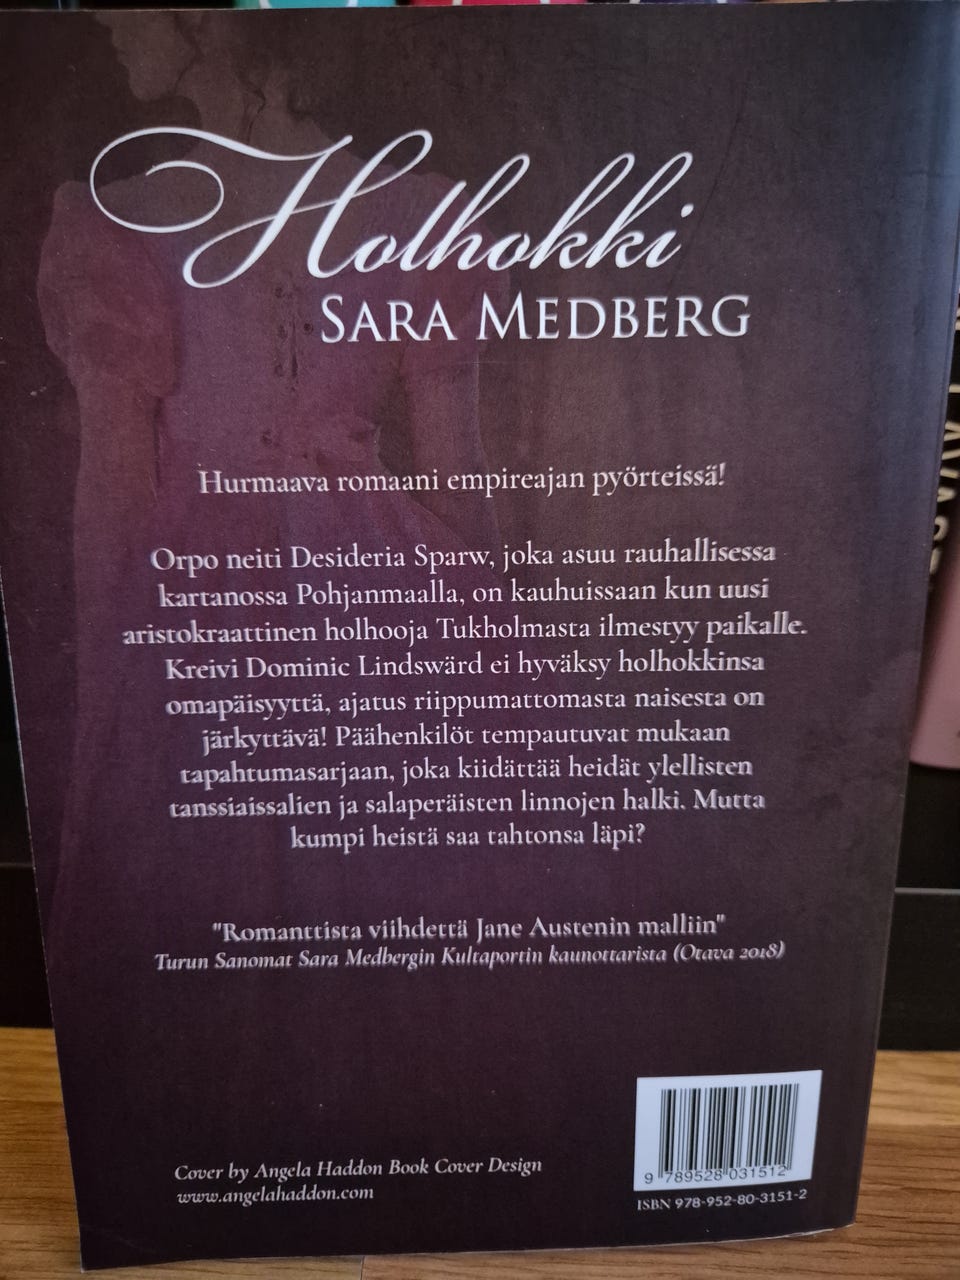 Holhokki
SARA MEDBERG
Hurmaava romaani empireajan pyörteissä!
Orpo neiti Desideria Sparw, joka asuu rauhallisessa
kartanossa Pohjanmaalla, on kauhuissaan kun uusi
aristokraattinen holhooja Tukholmasta ilmestyy paikalle.
Kreivi Dominic Lindswärd ei hyväksy holhokkinsa
omapäisyyttä, ajatus riippumattomasta naisesta on
järkyttävä! Päähenkilöt tempautuvat mukaan
tapahtumasarjaan, joka kiidättää heidät ylellisten
tanssiaissalien ja salaperäisten linnojen halki. Mutta
kumpi heistä saa tahtonsa läpi?
"Romanttista viihdettä Jane Austenin malliin"
Turun Sanomat Sara Medbergin Kultaportin kaunottarista (Otava 2018)
Cover by Angela Haddon Book Cover Design
www.angelahaddon.com
9 789528 031512
ISBN 978-952-80-3151-2